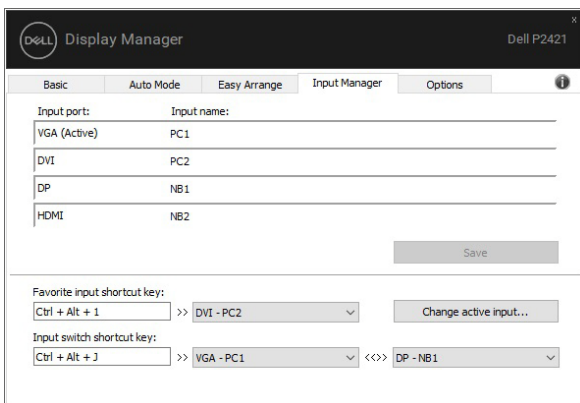 x
DELL Display Manager Dell P2421
Basic Auto Mode Easy Arrange Input Manager Options i
Input port: Input name:
VGA (Active) PC1
DVI PC2
DP NB1
HDMI NB2
Save
Favorite input shortcut key:
Ctrl + Alt + 1 >> DVI - PC2 Change active input...
Input switch shortcut key:
Ctrl + Alt + J >> VGA - PC1 <<>> DP - NB1